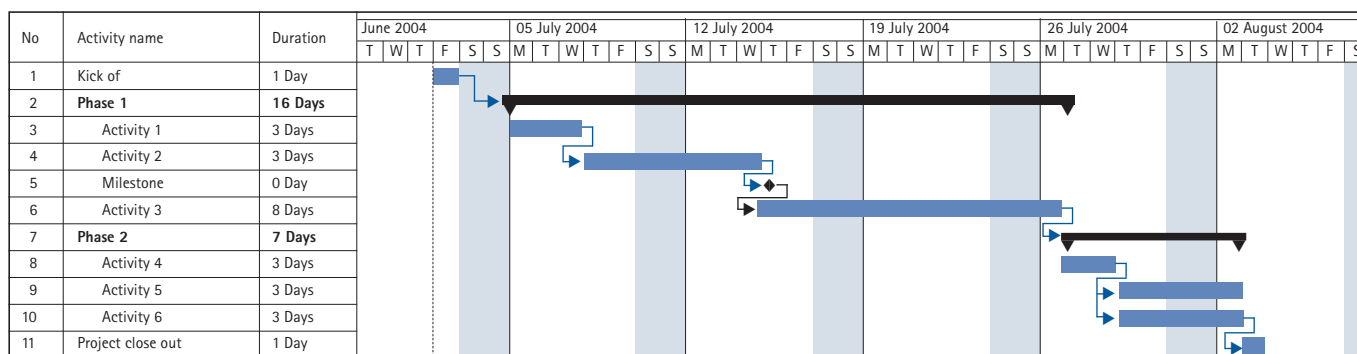 No Activity name Duration June 2004 05 July 2004 12 July 2004 19 July 2004 26 July 2004 02 August 2004
T W T F S S M T W T F S S M T W T F S S M T W T F S S M T W T F S S M T W T F S
1 Kick of 1 Day
2 Phase 1 16 Days
3 Activity 1 3 Days
4 Activity 2 3 Days
5 Milestone 0 Day
6 Activity 3 8 Days
7 Phase 2 7 Days
8 Activity 4 3 Days
9 Activity 5 3 Days
10 Activity 6 3 Days
11 Project close out 1 Day